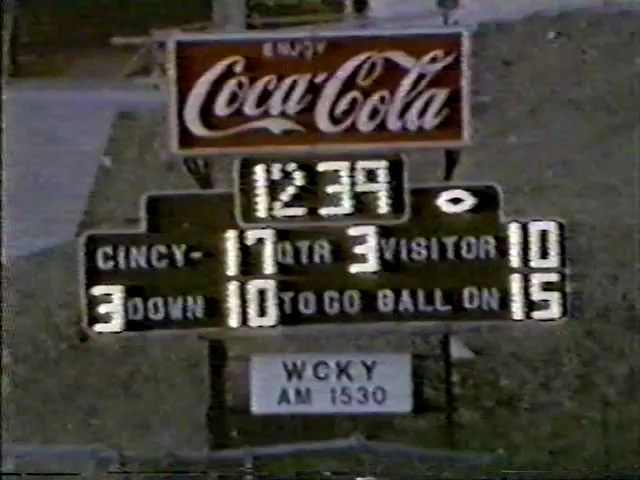 ENJOY
Coca-Cola
12 39
CINCY- 17 QTR 3 VISITOR 10
3 DOWN 10 TO GO BALL ON 15
WCKY
AM 1530